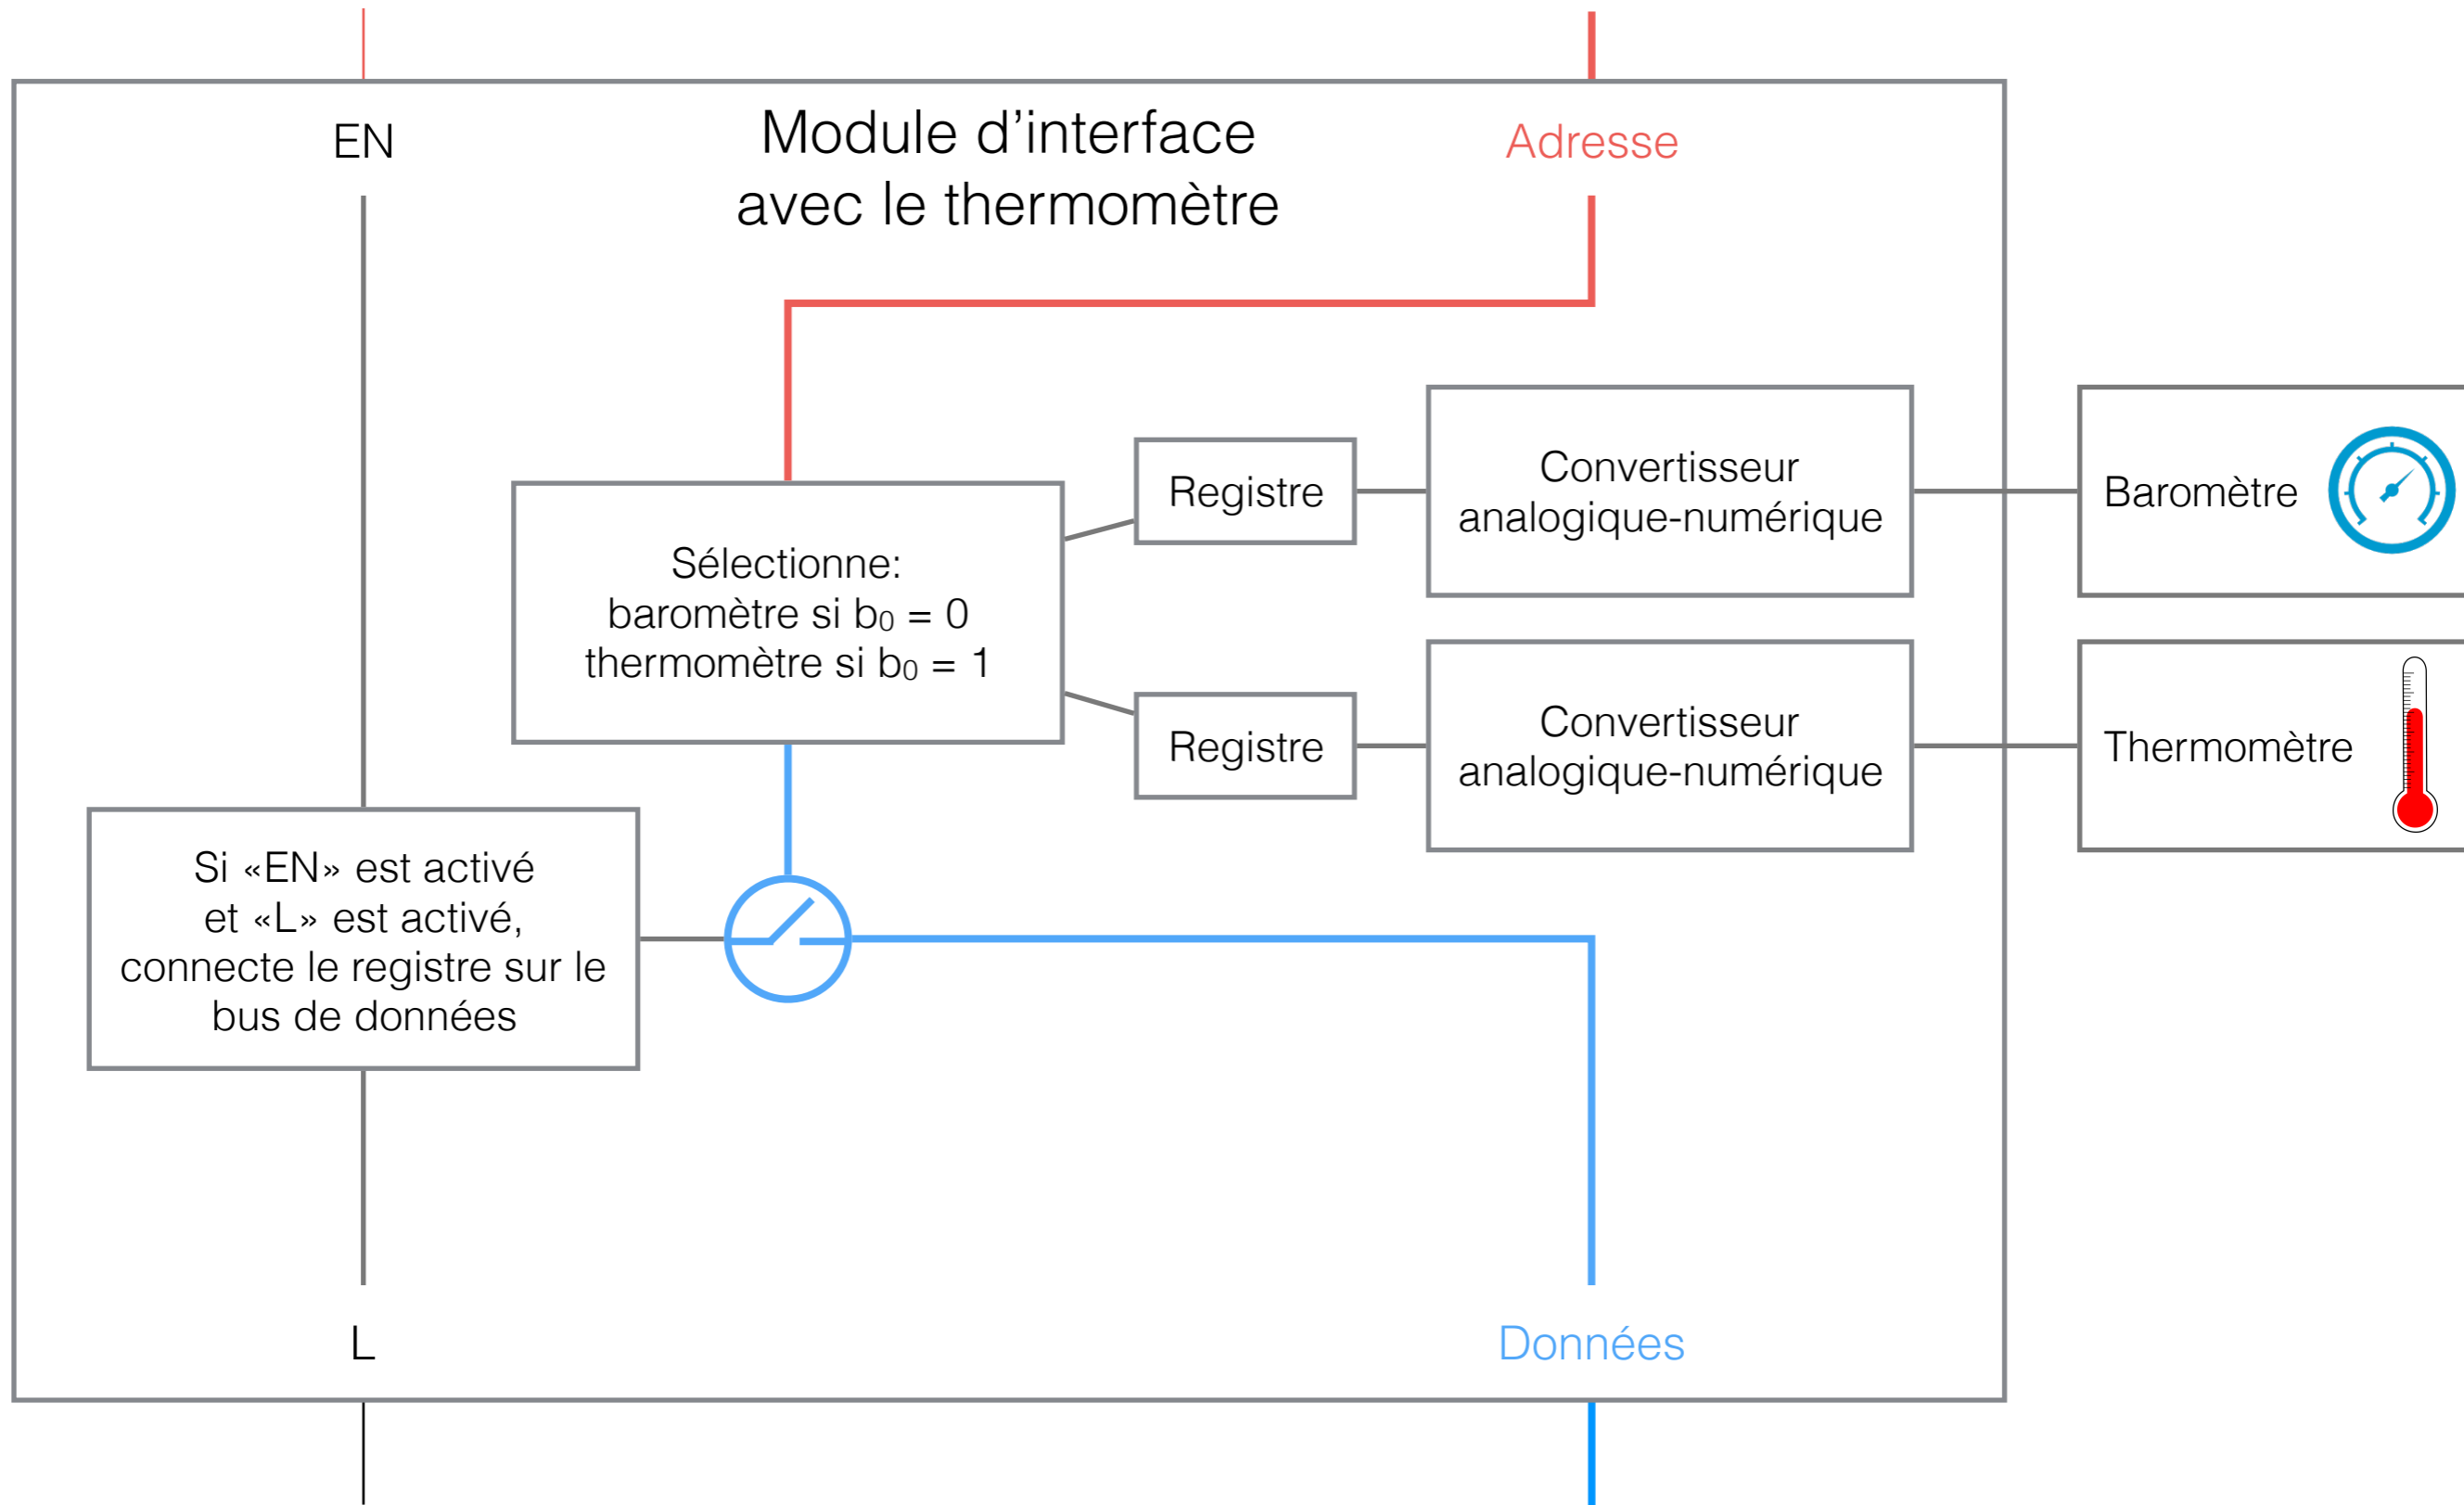 EN
Module d’interface
avec le thermomètre
Adresse
Sélectionne:
baromètre si b₀ = 0
thermomètre si b₀ = 1
Registre
Convertisseur
analogique-numérique
Baromètre
Registre
Convertisseur
analogique-numérique
Thermomètre
Si «EN» est activé
et «L» est activé,
connecte le registre sur le
bus de données
L
Données